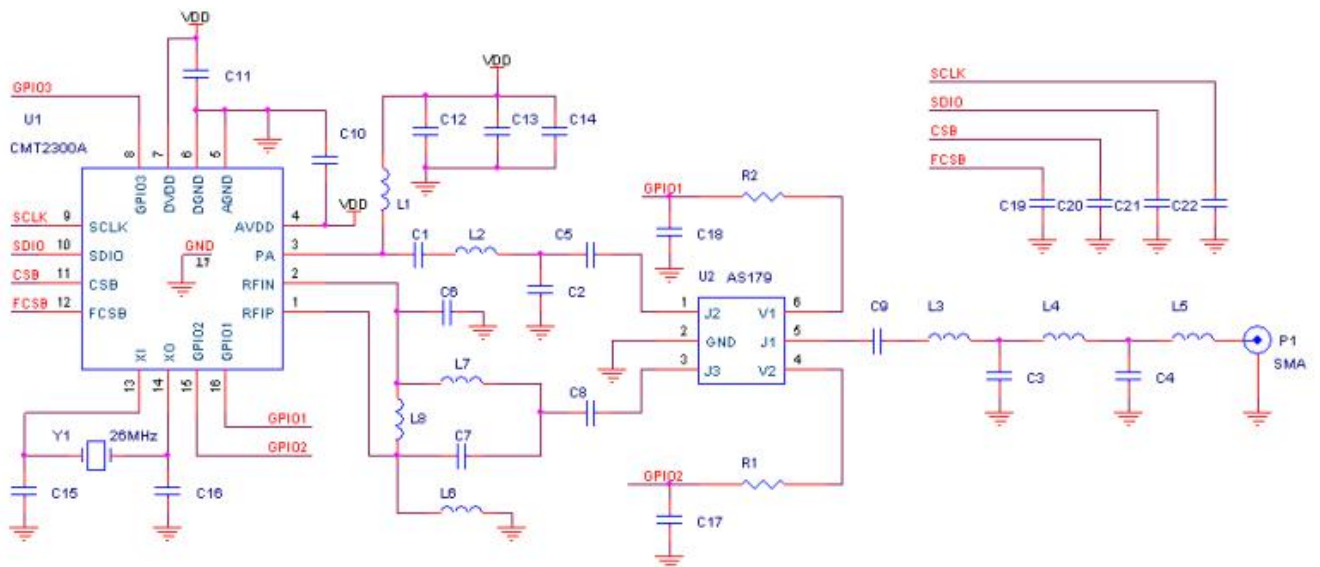 VDD
C11
GPIO3
U1
CMT2300A
8
7
6
5
GPIO3
DVDD
DGND
AGND
C10
VDD
C12
C13
C14
L1
VDD
SCLK
9
SCLK
AVDD
4
SDIO
10
SDIO
GND
17
PA
3
CSB
11
CSB
RFIN
2
FCSB
12
FCSB
RFIP
1
XI
XO
GPIO2
GPIO1
13
14
15
16
GPIO1
GPIO2
Y1
26MHz
C15
C16
C1
L2
C5
C2
C6
L7
L8
C7
C8
L6
GPIO1
R2
C18
U2
AS179
1
J2
V1
6
2
GND
J1
5
3
J3
V2
4
R1
GPIO2
C17
C9
L3
L4
L5
C3
C4
P1
SMA
SCLK
SDIO
CSB
FCSB
C19
C20
C21
C22